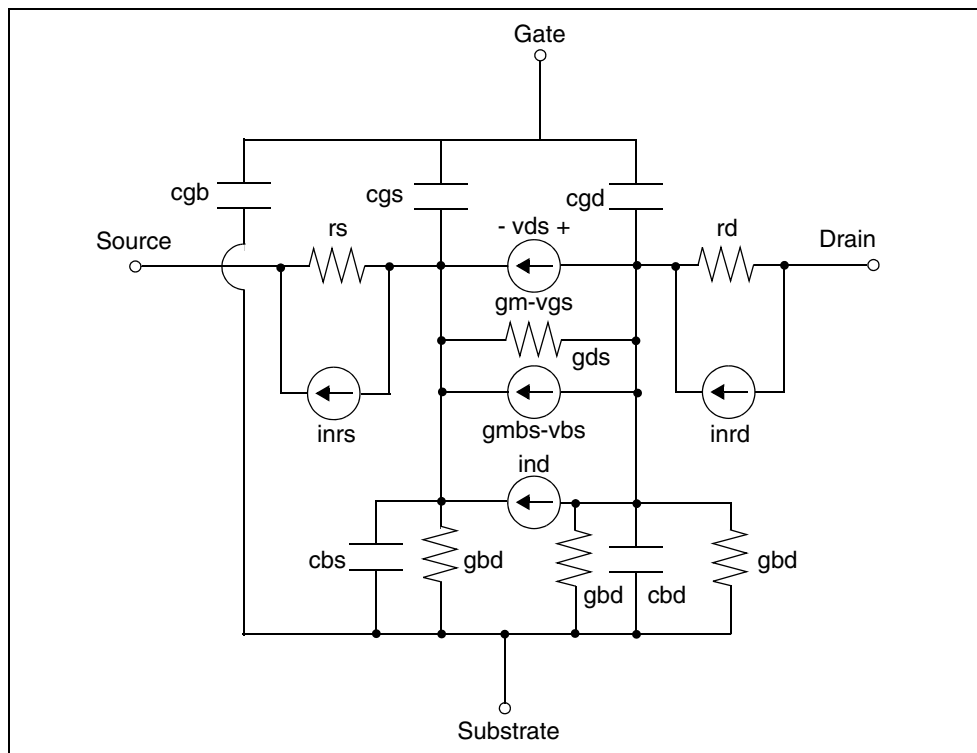 Gate
cgb
cgs
cgd
rs
- vds +
rd
Source
Drain
gm-vgs
gds
inrs
gmbs-vbs
inrd
ind
cbs
gbd
gbd
cbd
gbd
Substrate